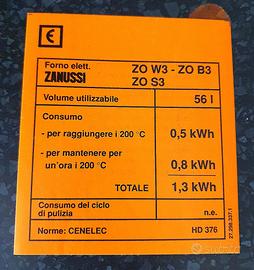 Forno elett.
ZANUSSI
ZO W3 - ZO B3
ZO S3
Volume utilizzabile 56 l
Consumo
- per raggiungere i 200 °C 0,5 kWh
- per mantenere per
un'ora i 200 °C 0,8 kWh
TOTALE 1,3 kWh
Consumo del ciclo
di pulizia n.e.
Norme: CENELEC HD 376